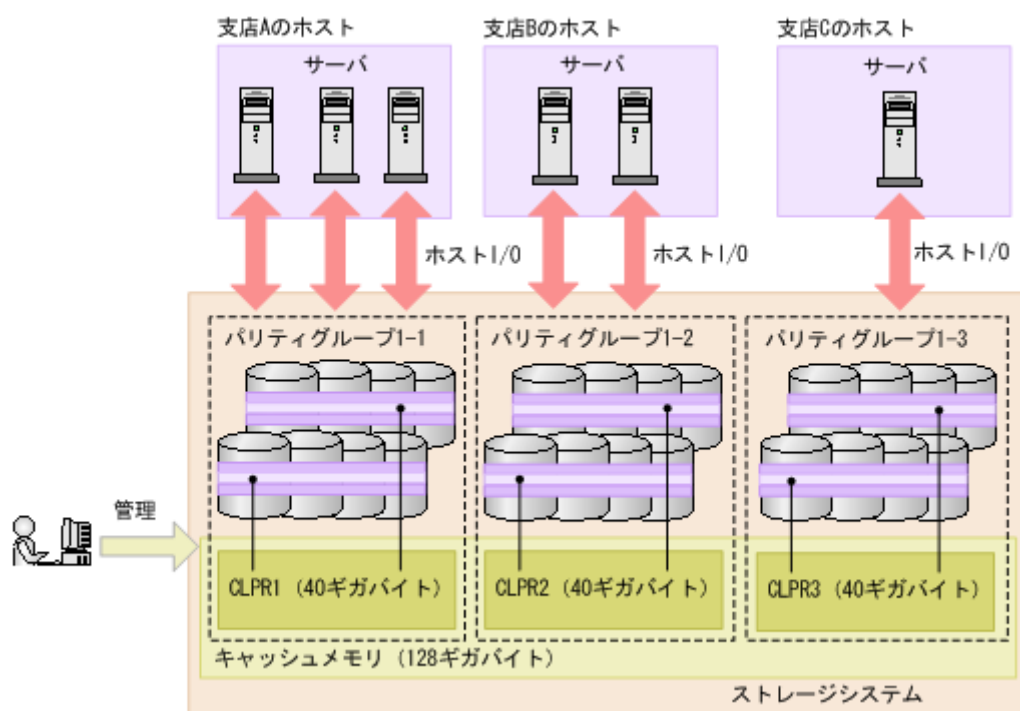 支店Aのホスト
支店Bのホスト
支店Cのホスト
サーバ
サーバ
サーバ
ホストI/O
ホストI/O
ホストI/O
パリティグループ1-1
パリティグループ1-2
パリティグループ1-3
管理
CLPR1 (40ギガバイト)
CLPR2 (40ギガバイト)
CLPR3 (40ギガバイト)
キャッシュメモリ (128ギガバイト)
ストレージシステム